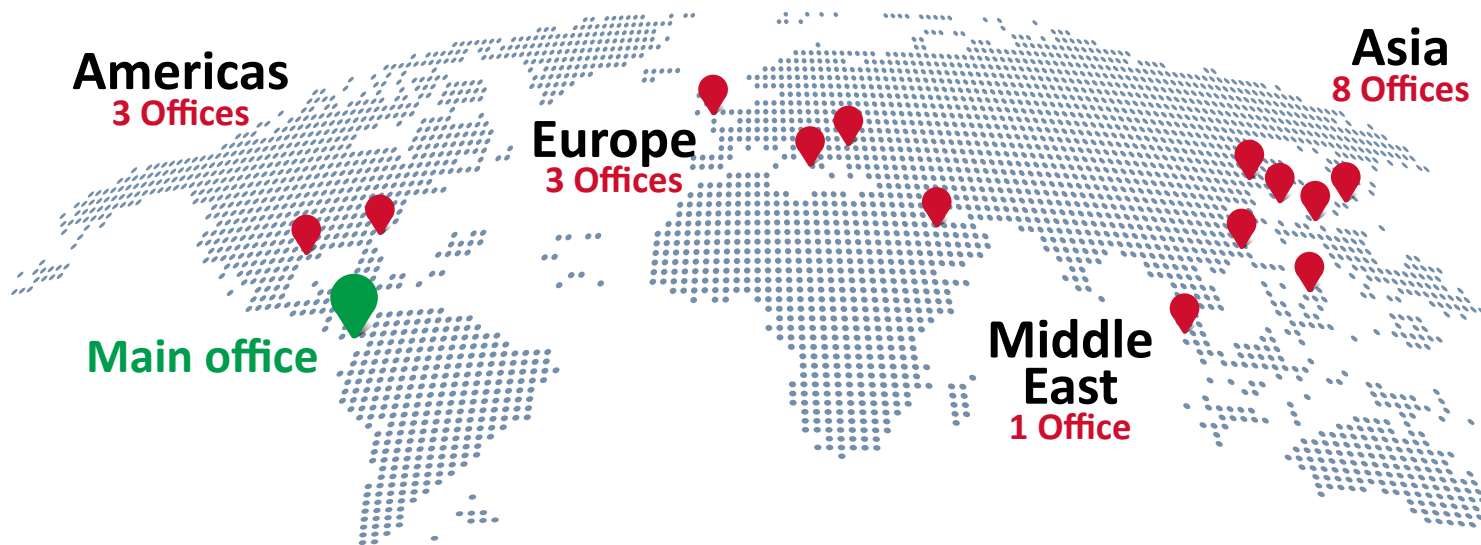 Americas
3 Offices
Main office
Europe
3 Offices
Middle
East
1 Office
Asia
8 Offices